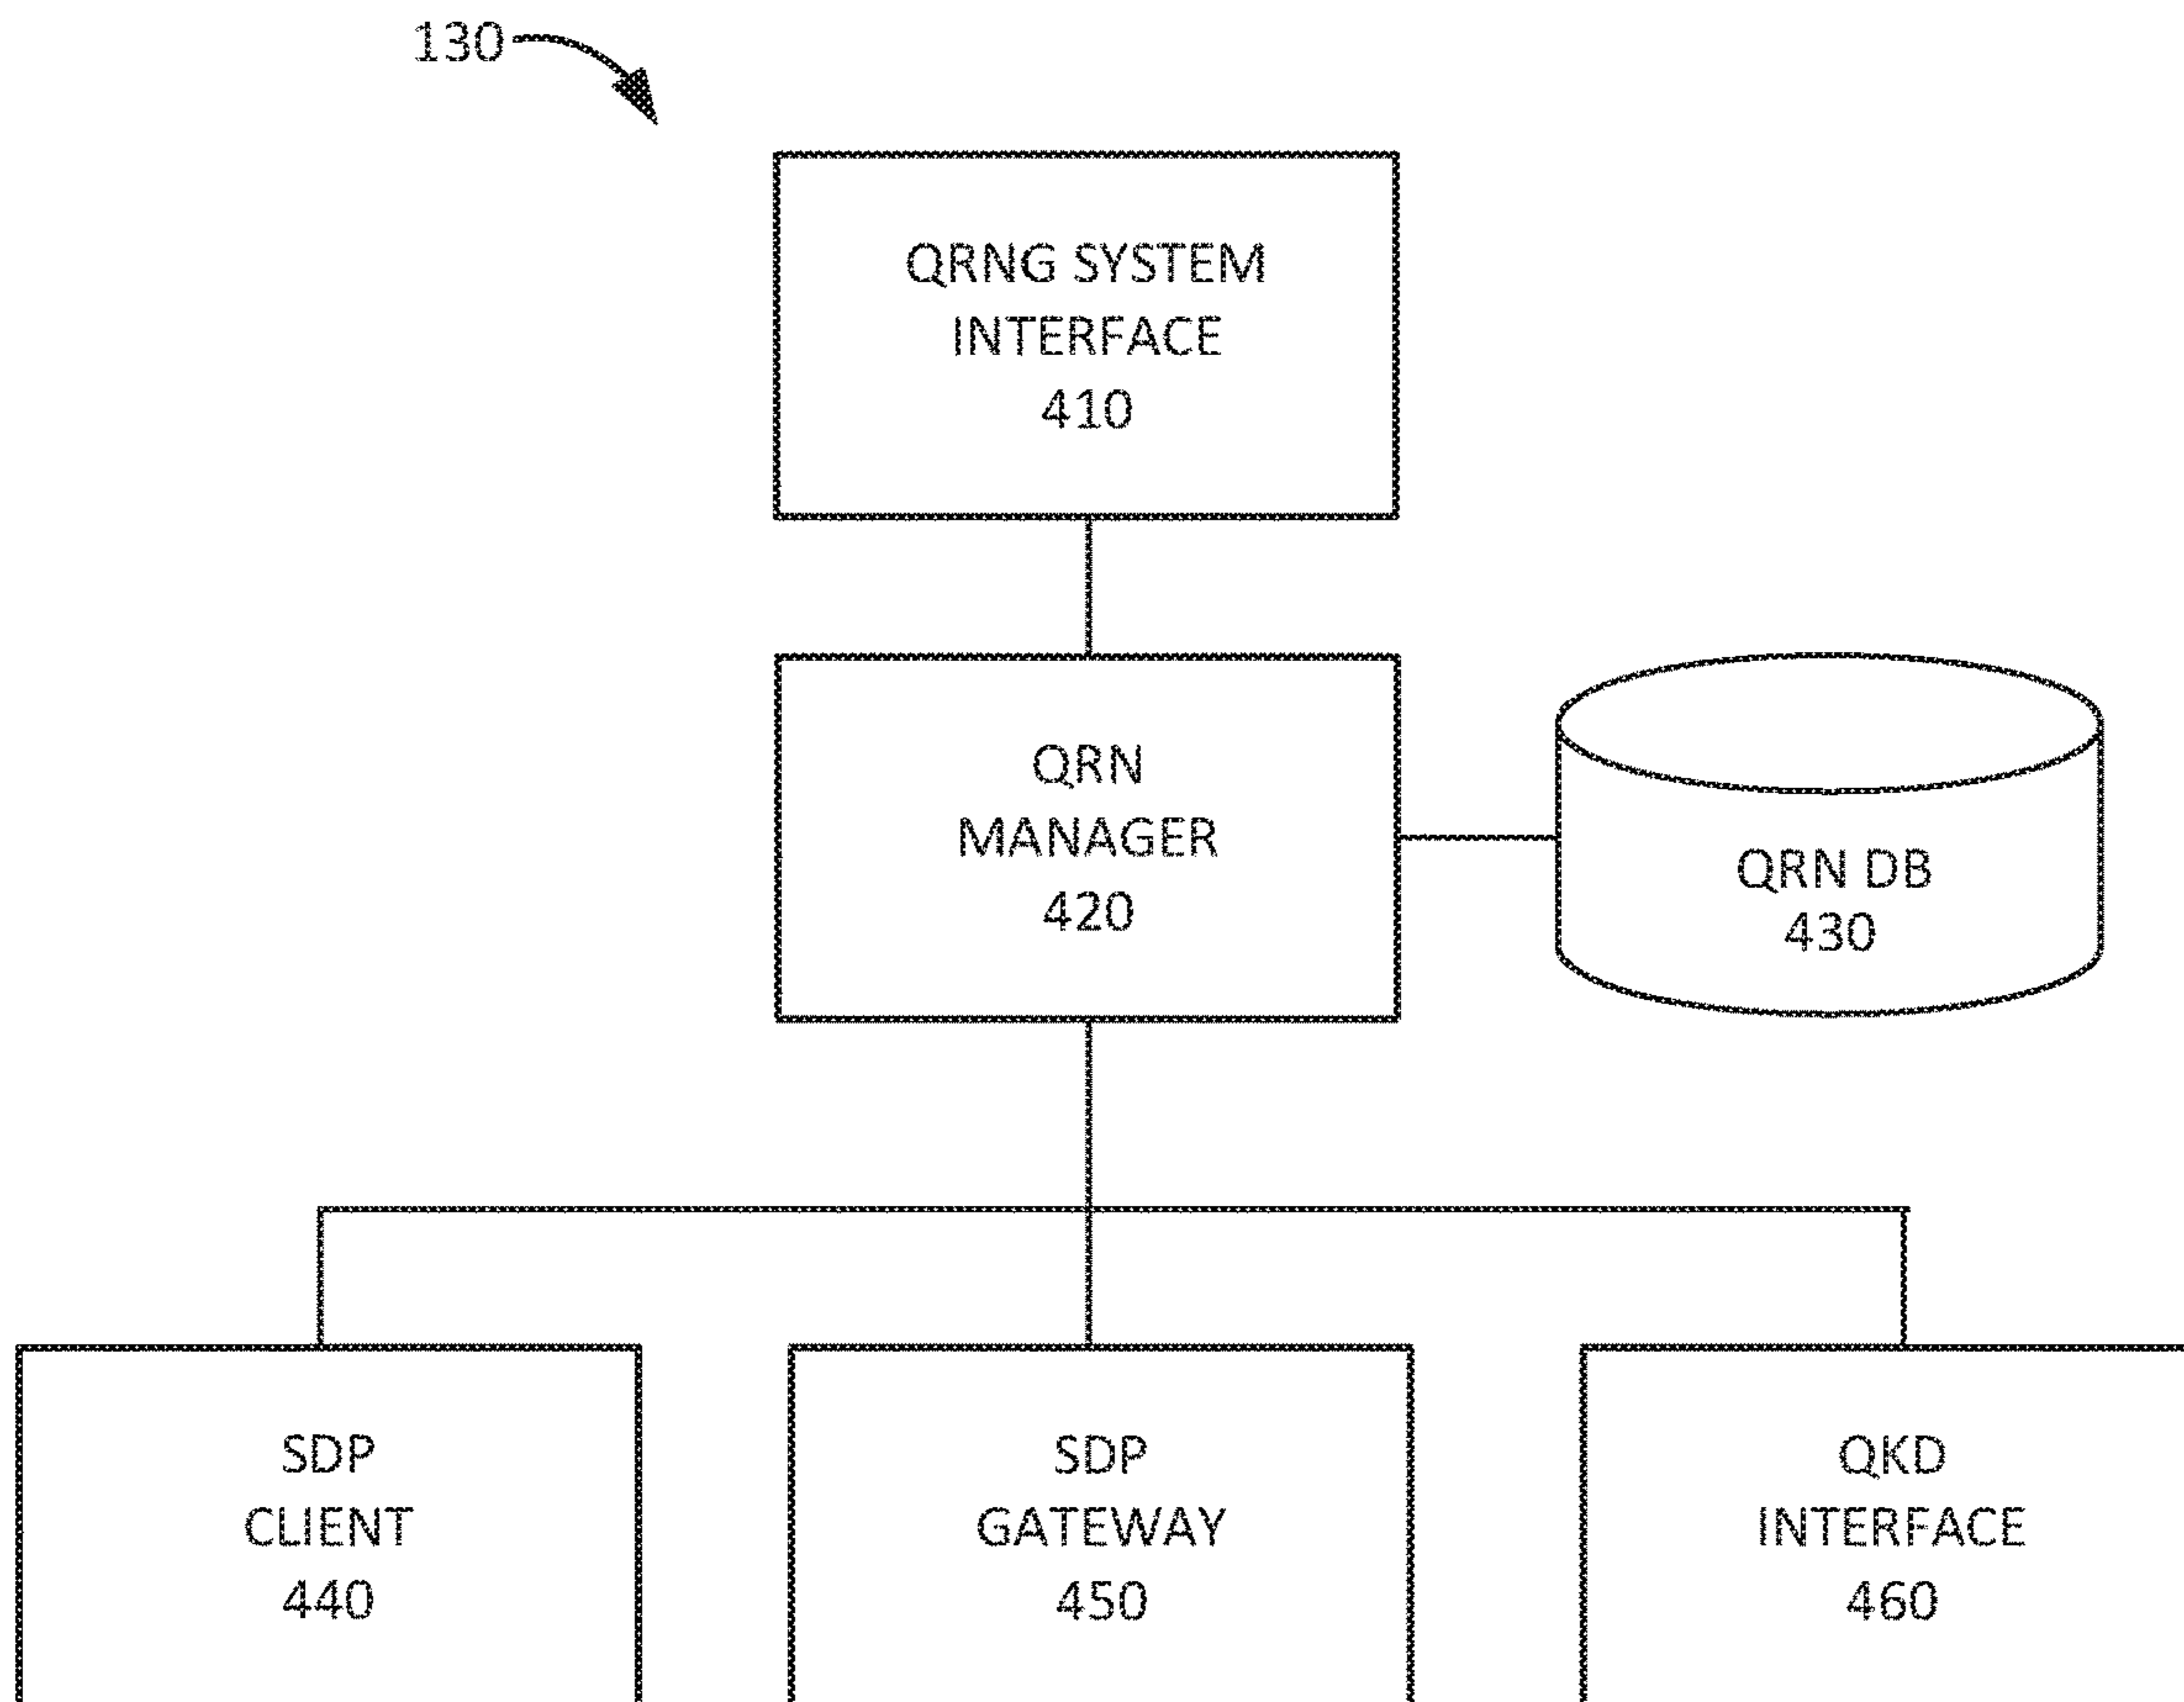 130
QRNG SYSTEM
INTERFACE
410
QRN
MANAGER
420
QRN DB
430
SDP
CLIENT
440
SDP
GATEWAY
450
QKD
INTERFACE
460